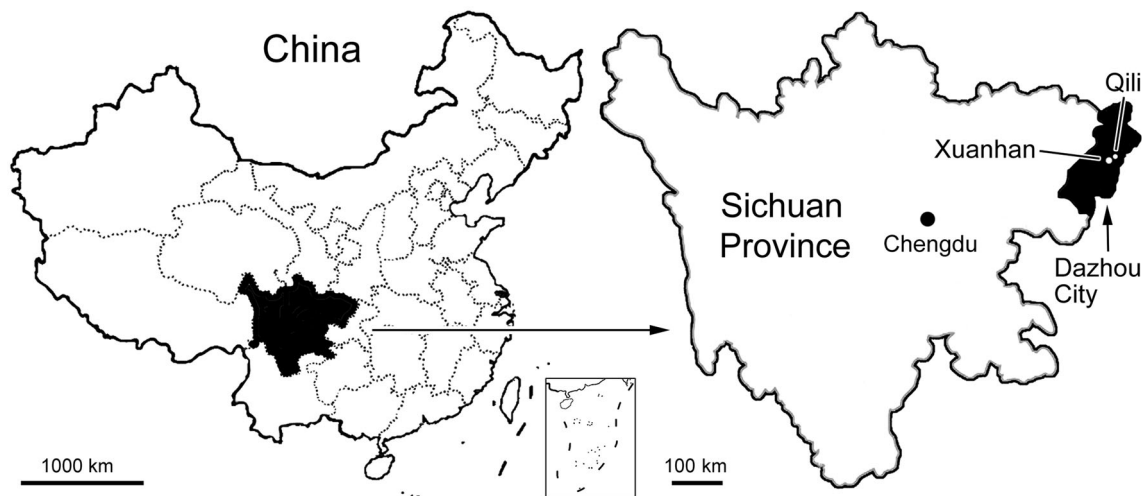 China
Qili
Xuanhan
Sichuan
Province
Chengdu
Dazhou
City
1000 km
100 km